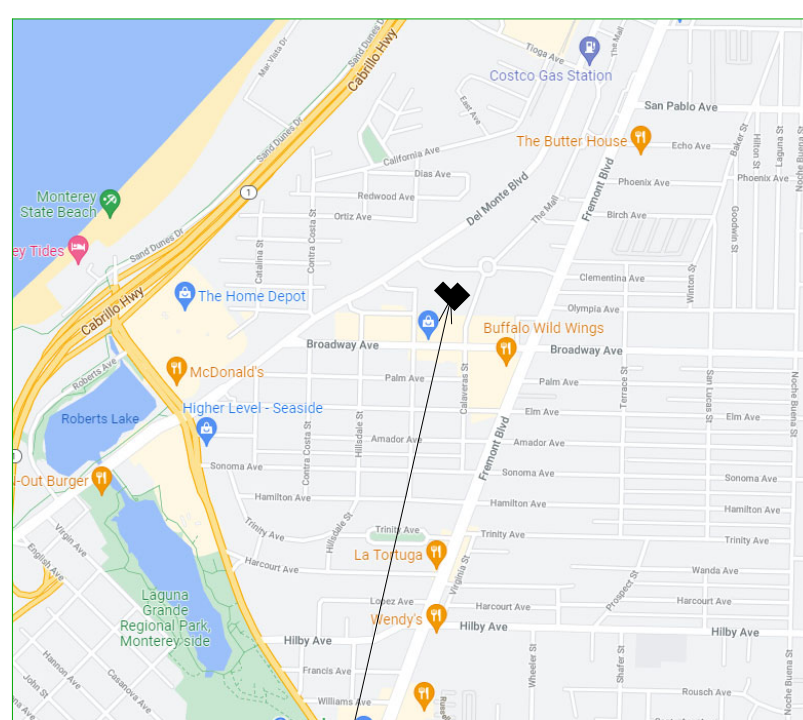 Mar Vista Dr
Sand Dunes Dr
Cabrillo Hwy
Tioga Ave
The Mall
Costco Gas Station
East Ave
San Pablo Ave
The Butter House
Echo Ave
Baker St
Hilton St
Laguna St
Noche Buena St
Sand Dunes Dr
California Ave
Dias Ave
Del Monte Blvd
Fremont Blvd
Phoenix Ave
Phoenix Ave
1
Redwood Ave
Monterey
State Beach
Ortiz Ave
The Mall
Birch Ave
Goodwin St
Sand Dunes Dr
ey Tides
Catalina St
Contra Costa St
Clementina Ave
Winton St
Cabrillo Hwy
The Home Depot
Olympia Ave
Buffalo Wild Wings
Broadway Ave
Broadway Ave
Roberts Ave
McDonald's
Palm Ave
Palm Ave
Calaveras St
Terrace St
San Lucas St
Noche Buena St
Higher Level - Seaside
Roberts Lake
Contra Costa St
Hillsdale St
Elm Ave
Elm Ave
Amador Ave
Amador Ave
Fremont Blvd
Sonoma Ave
Sonoma Ave
Sonoma Ave
-Out Burger
Hamilton Ave
Hamilton Ave
Hamilton Ave
Virgin Ave
Trinity Ave
Hillsdale St
Trinity Ave
Trinity Ave
Trinity Ave
English Ave
La Tortuga
Harcourt Ave
Virginia St
Wanda Ave
Laguna
Grande
Regional Park,
Monterey side
Lopez Ave
Harcourt Ave
Prospect St
Harcourt Ave
Wendy's
Hilby Ave
Hilby Ave
Hilby Ave
Hannon Ave
Casanova Ave
John St
Francis Ave
Wheeler St
Shafer St
Noche Buena St
Williams Ave
Rousch Ave